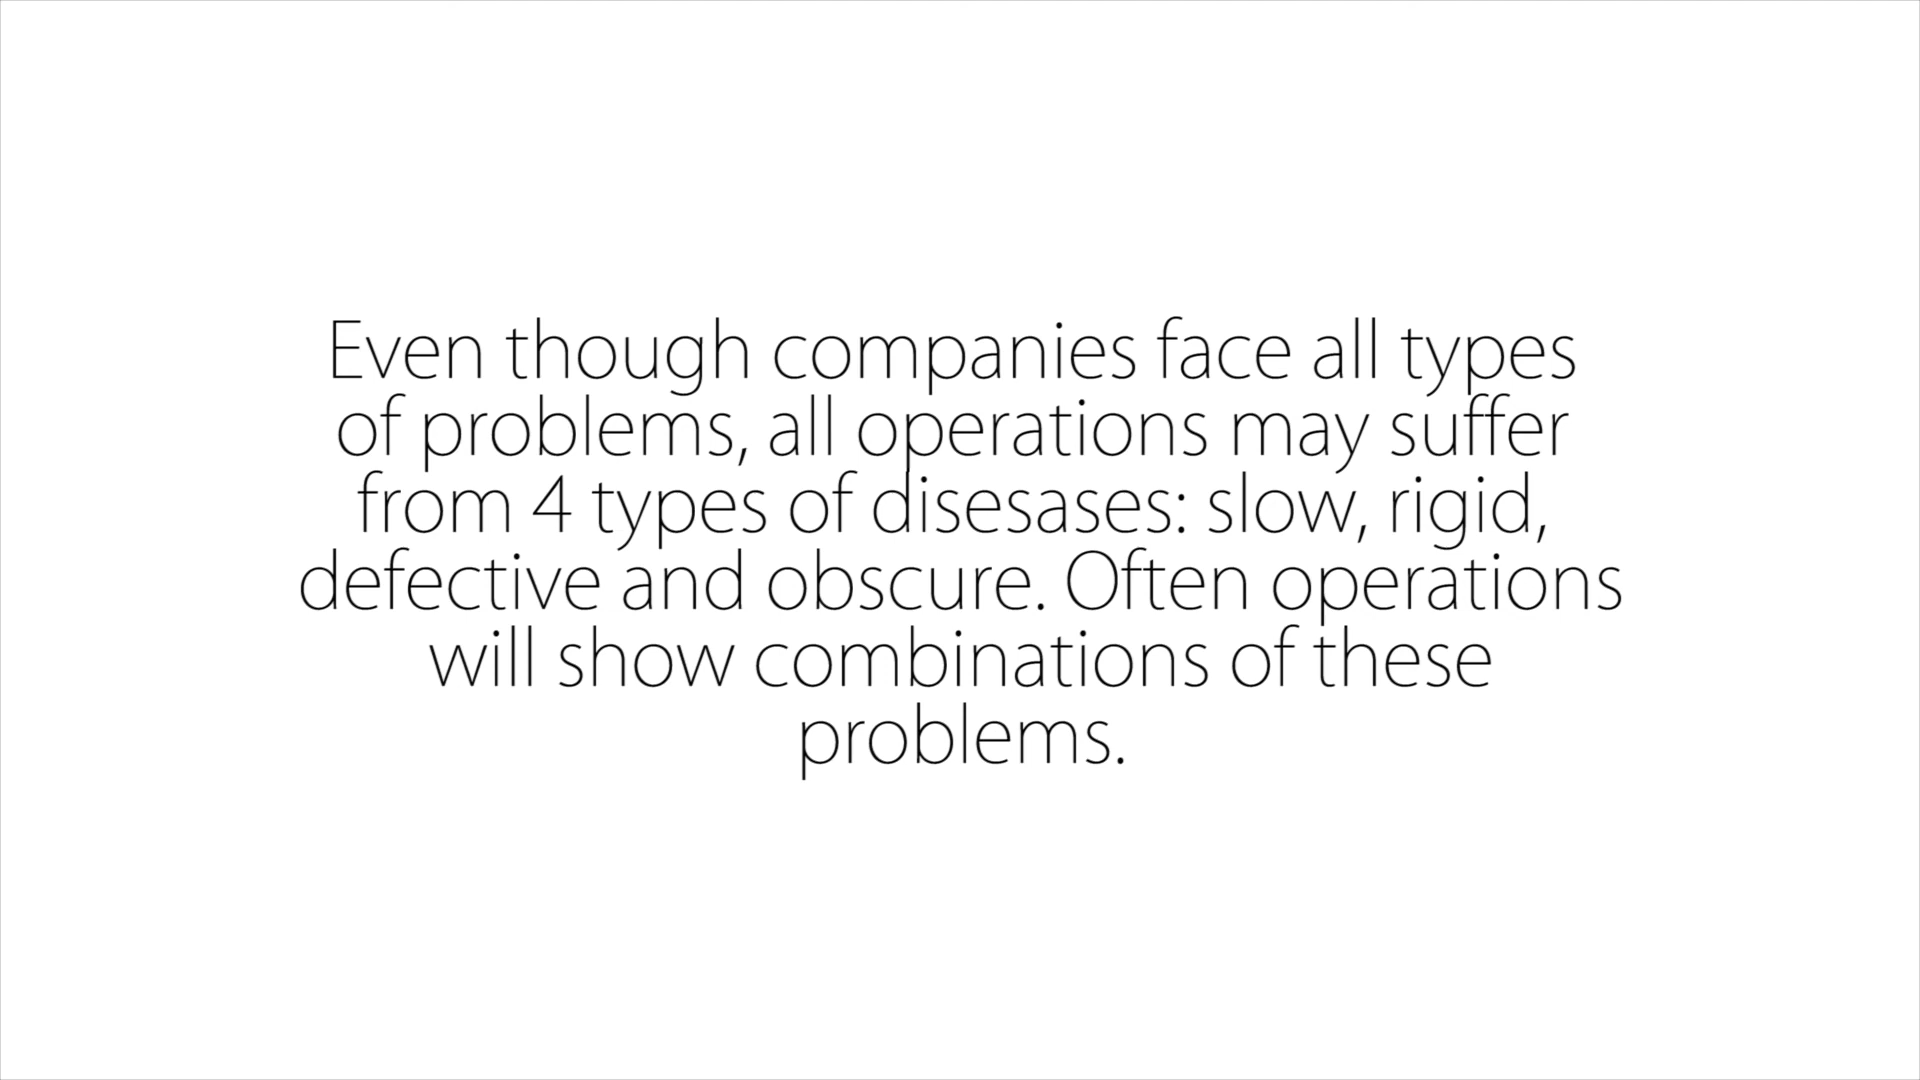 Even though companies face all types
of problems, all operations may suffer
from 4 types of disesases: slow, rigid,
defective and obscure. Often operations
will show combinations of these
problems.